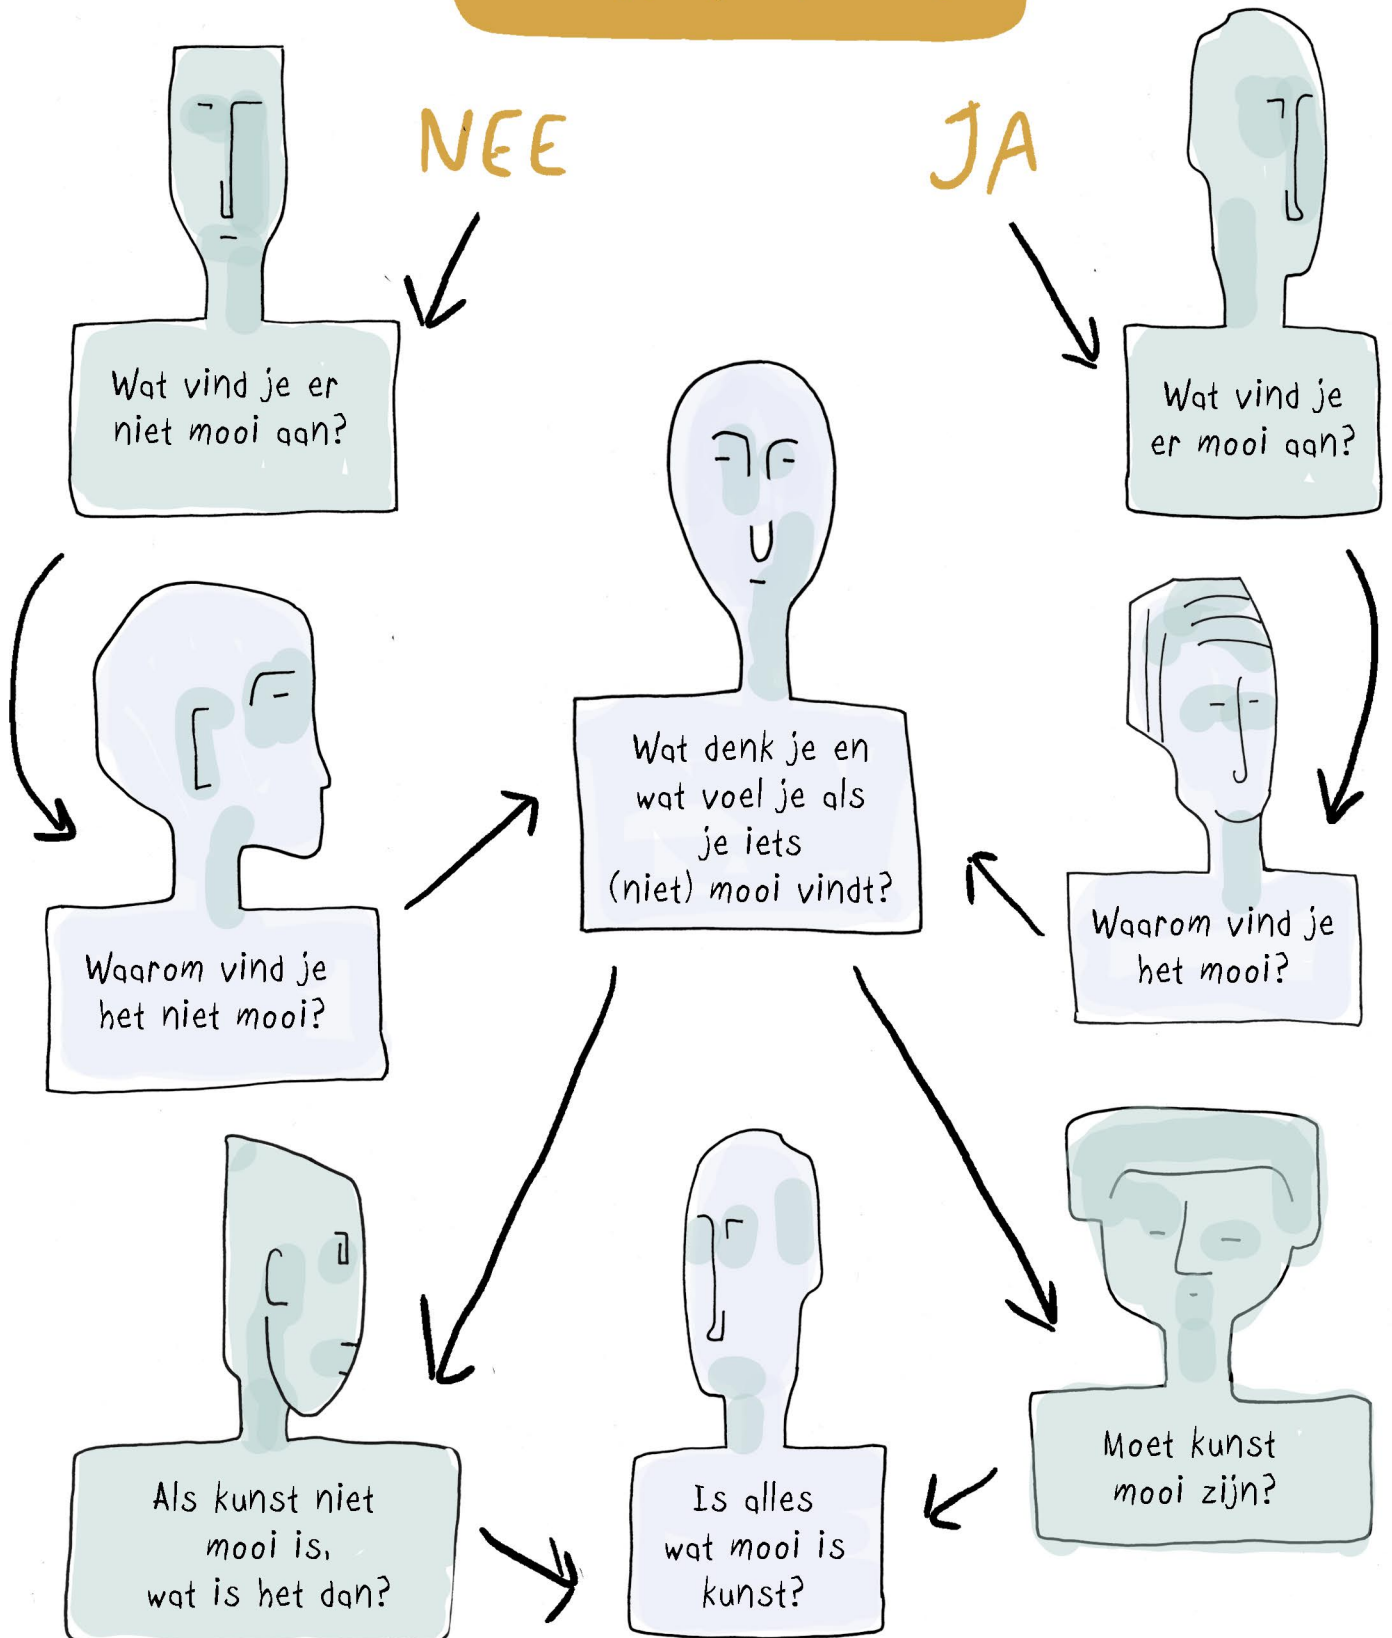 NEE
JA
Wat vind je er
niet mooi aan?
Wat vind je
er mooi aan?
Wat denk je en
wat voel je als
je iets
(niet) mooi vindt?
Waarom vind je
het niet mooi?
Waarom vind je
het mooi?
Als kunst niet
mooi is,
wat is het dan?
Is alles
wat mooi is
kunst?
Moet kunst
mooi zijn?